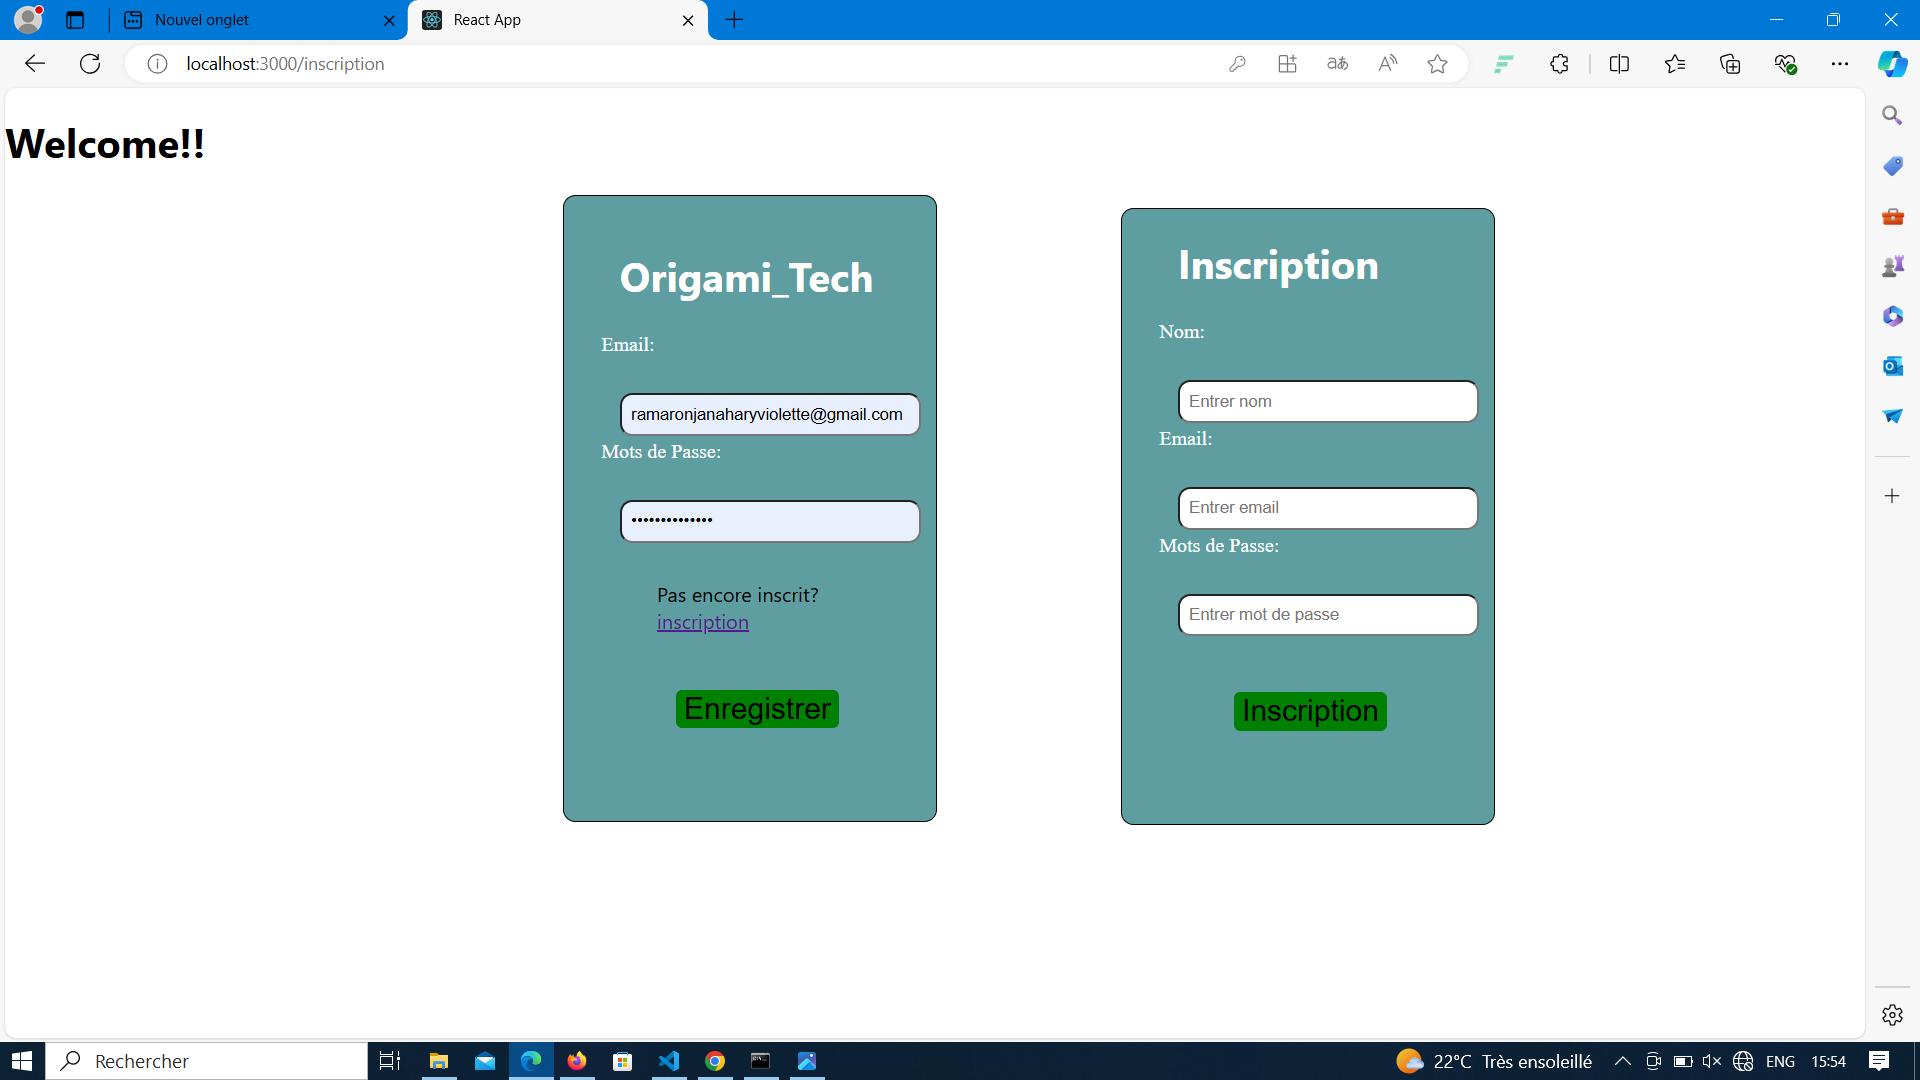 Nouvel onglet
React App
localhost:3000/inscription
Welcome!!
Origami_Tech
Email:
ramaronjanaharyviolette@gmail.com
Mots de Passe:
••••••••••••••
Pas encore inscrit?
inscription
Enregistrer
Inscription
Nom:
Entrer nom
Email:
Entrer email
Mots de Passe:
Entrer mot de passe
Inscription
Rechercher
22°C Très ensoleillé
ENG
15:54